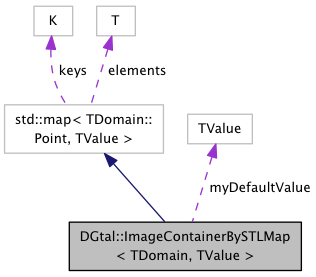 K
T
keys
elements
std::map< TDomain::
Point, TValue >
TValue
myDefaultValue
DGtal::ImageContainerBySTLMap
< TDomain, TValue >